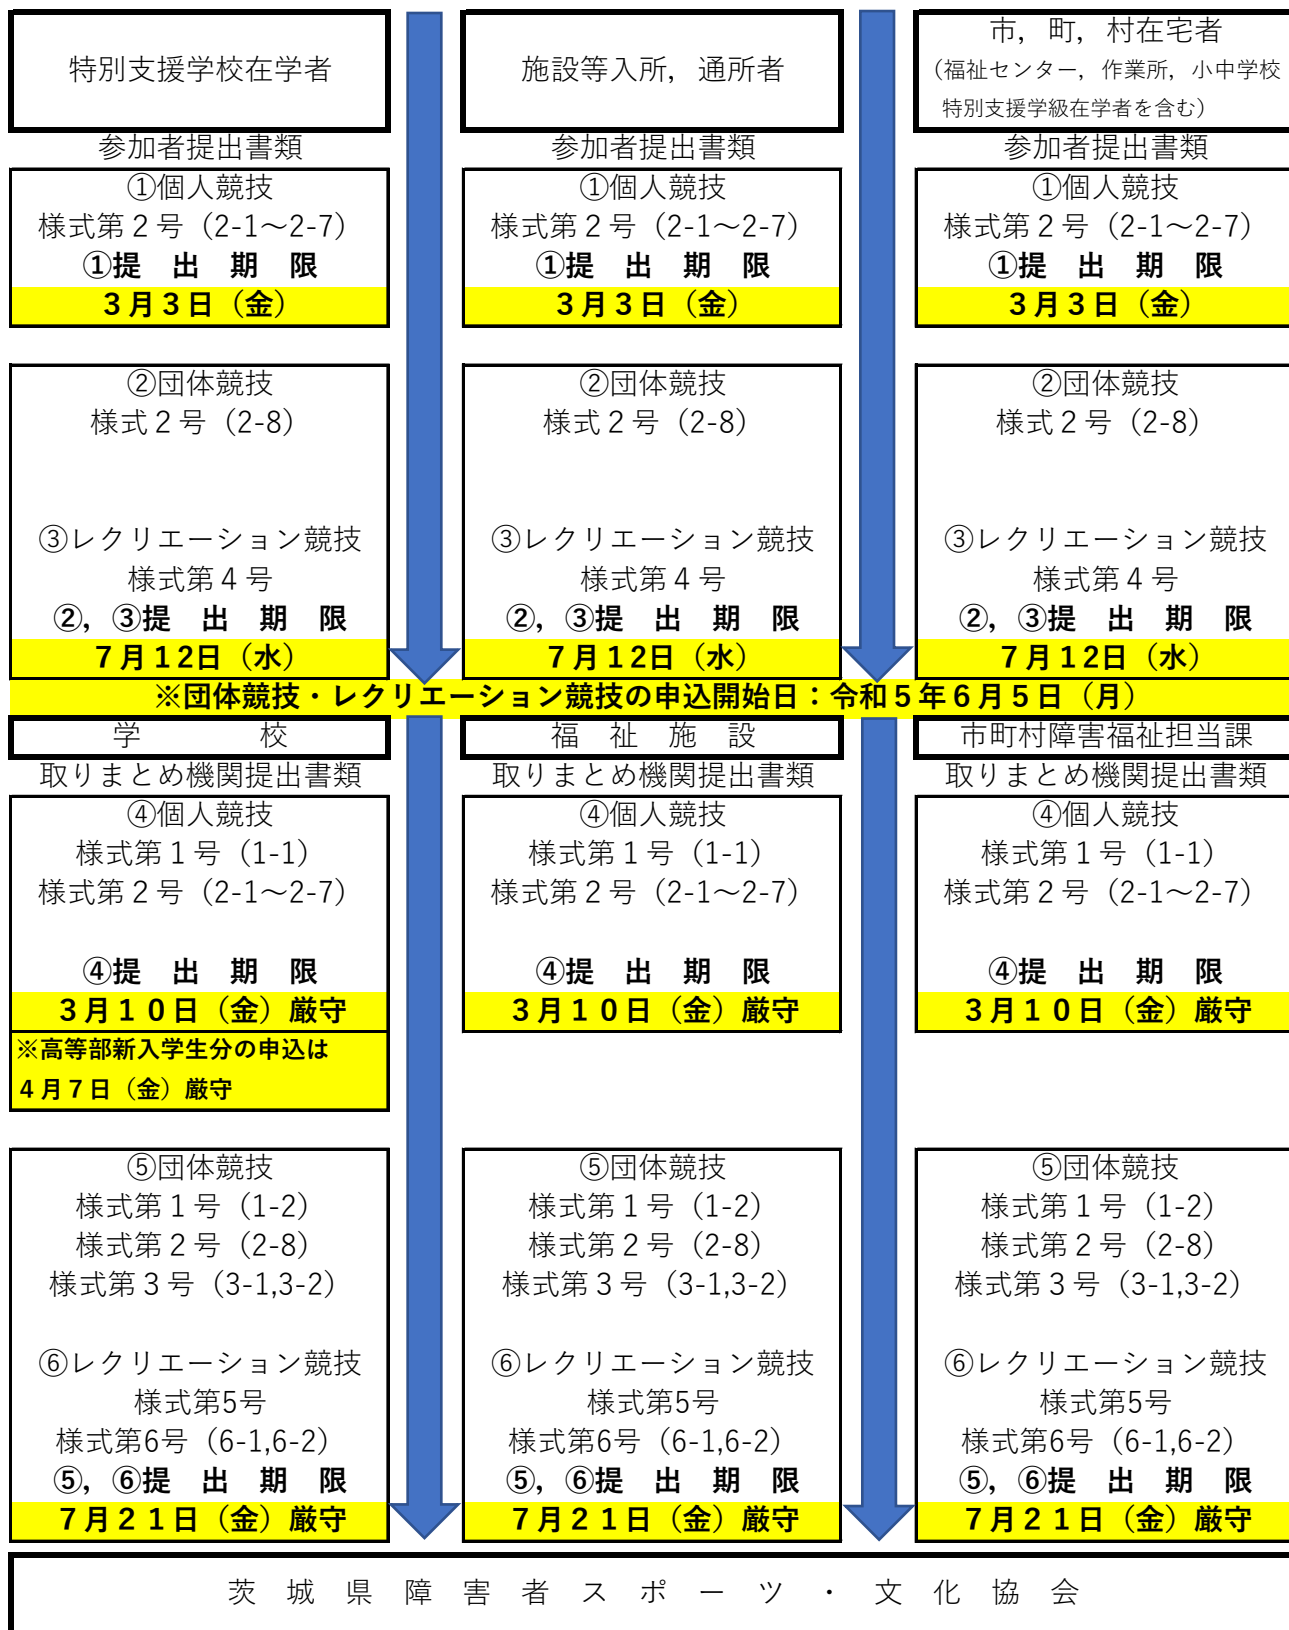 特別支援学校在学者
参加者提出書類
①個人競技
様式第２号（2-1～2-7）
①提　出　期　限
３月３日（金）
②団体競技
様式２号（2-8）
③レクリエーション競技
様式第４号
②，③提　出　期　限
７月１２日（水）
施設等入所，通所者
参加者提出書類
①個人競技
様式第２号（2-1～2-7）
①提　出　期　限
３月３日（金）
②団体競技
様式２号（2-8）
③レクリエーション競技
様式第４号
②，③提　出　期　限
７月１２日（水）
市，町，村在宅者
（福祉センター，作業所，小中学校
特別支援学級在学者を含む）
参加者提出書類
①個人競技
様式第２号（2-1～2-7）
①提　出　期　限
３月３日（金）
②団体競技
様式２号（2-8）
③レクリエーション競技
様式第４号
②，③提　出　期　限
７月１２日（水）
※団体競技・レクリエーション競技の申込開始日：令和５年６月５日（月）
学　　　　校
取りまとめ機関提出書類
④個人競技
様式第１号（1-1）
様式第２号（2-1～2-7）
④提　出　期　限
３月１０日（金）厳守
※高等部新入学生分の申込は
４月７日（金）厳守
⑤団体競技
様式第１号（1-2）
様式第２号（2-8）
様式第３号（3-1,3-2）
⑥レクリエーション競技
様式第5号
様式第6号（6-1,6-2）
⑤，⑥提　出　期　限
７月２１日（金）厳守
福　祉　施　設
取りまとめ機関提出書類
④個人競技
様式第１号（1-1）
様式第２号（2-1～2-7）
④提　出　期　限
３月１０日（金）厳守
⑤団体競技
様式第１号（1-2）
様式第２号（2-8）
様式第３号（3-1,3-2）
⑥レクリエーション競技
様式第5号
様式第6号（6-1,6-2）
⑤，⑥提　出　期　限
７月２１日（金）厳守
市町村障害福祉担当課
取りまとめ機関提出書類
④個人競技
様式第１号（1-1）
様式第２号（2-1～2-7）
④提　出　期　限
３月１０日（金）厳守
⑤団体競技
様式第１号（1-2）
様式第２号（2-8）
様式第３号（3-1,3-2）
⑥レクリエーション競技
様式第5号
様式第6号（6-1,6-2）
⑤，⑥提　出　期　限
７月２１日（金）厳守
茨　城　県　障　害　者　ス　ポ　ー　ツ　・　文　化　協　会